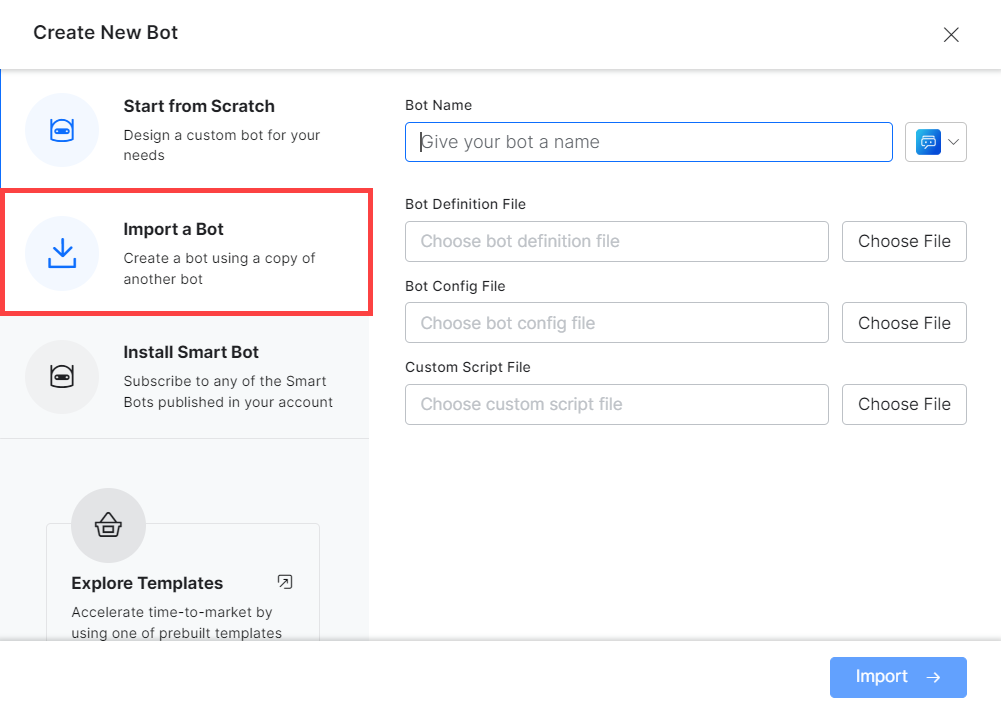 Create New Bot
Start from Scratch
Design a custom bot for your
needs
Import a Bot
Create a bot using a copy of
another bot
Install Smart Bot
Subscribe to any of the Smart
Bots published in your account
Explore Templates
Accelerate time-to-market by
using one of prebuilt templates
Bot Name
Give your bot a name
Bot Definition File
Choose bot definition file
Choose File
Bot Config File
Choose bot config file
Choose File
Custom Script File
Choose custom script file
Choose File
Import